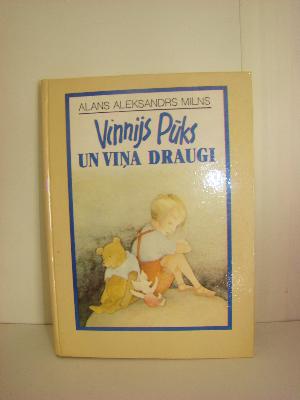 ALANS ALEKSANDRS MILNS
Vinnijs Pūks
UN VIŅA DRAUGI